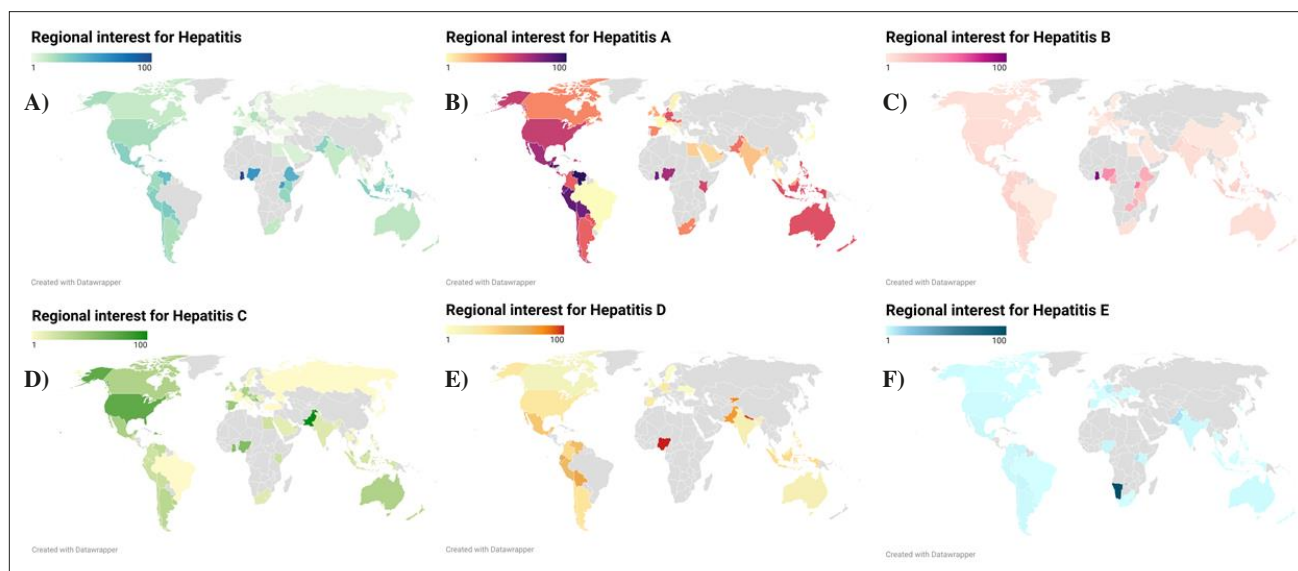 Regional interest for Hepatitis
1 100
A)
Created with Datawrapper
Regional interest for Hepatitis A
1 100
B)
Created with Datawrapper
Regional interest for Hepatitis B
1 100
C)
Created with Datawrapper
Regional interest for Hepatitis C
1 100
D)
Created with Datawrapper
Regional interest for Hepatitis D
1 100
E)
Created with Datawrapper
Regional interest for Hepatitis E
1 100
F)
Created with Datawrapper